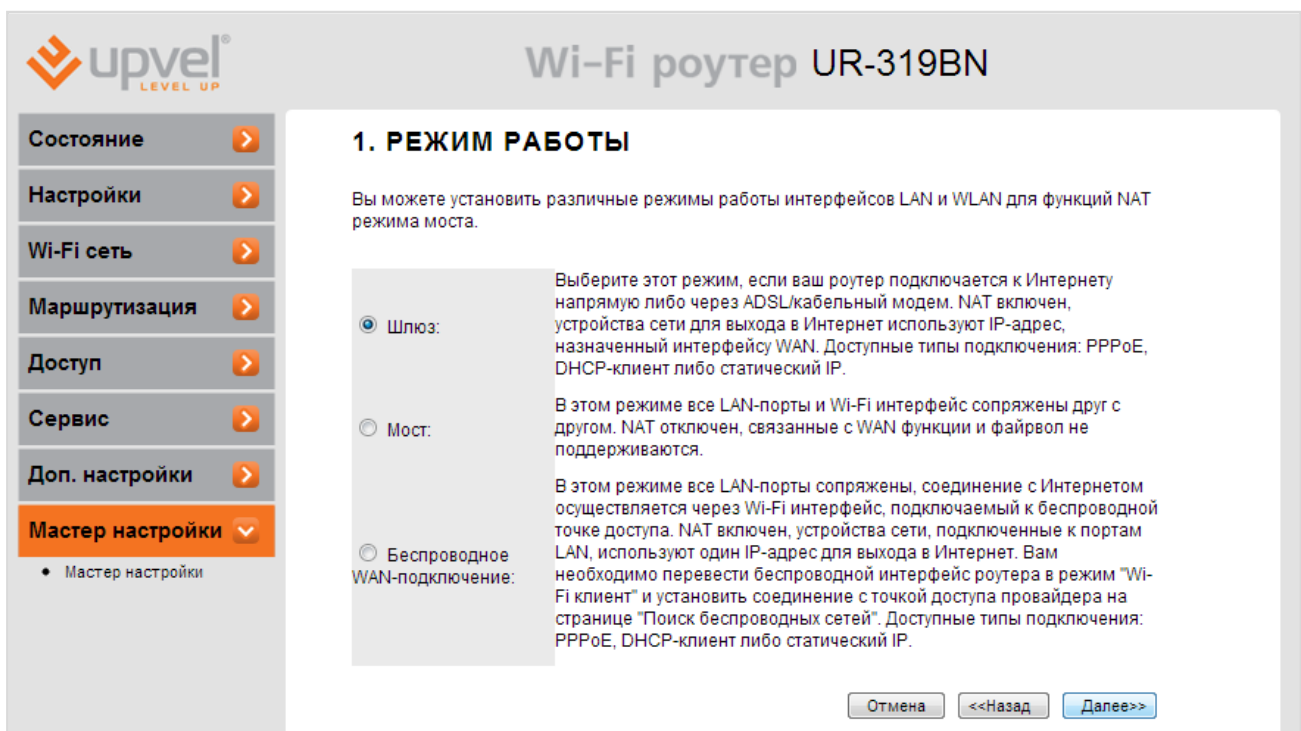 upvel®
LEVEL UP
Wi-Fi роутер UR-319BN
Состояние
Настройки
Wi-Fi сеть
Маршрутизация
Доступ
Сервис
Доп. настройки
Мастер настройки
Мастер настройки
1. РЕЖИМ РАБОТЫ
Вы можете установить различные режимы работы интерфейсов LAN и WLAN для функций NAT
режима моста.
Шлюз:
Выберите этот режим, если ваш роутер подключается к Интернету
напрямую либо через ADSL/кабельный модем. NAT включен,
устройства сети для выхода в Интернет используют IP-адрес,
назначенный интерфейсу WAN. Доступные типы подключения: PPPoE,
DHCP-клиент либо статический IP.
Мост:
В этом режиме все LAN-порты и Wi-Fi интерфейс сопряжены друг с
другом. NAT отключен, связанные с WAN функции и файрвол не
поддерживаются.
Беспроводное
WAN-подключение:
В этом режиме все LAN-порты сопряжены, соединение с Интернетом
осуществляется через Wi-Fi интерфейс, подключаемый к беспроводной
точке доступа. NAT включен, устройства сети, подключенные к портам
LAN, используют один IP-адрес для выхода в Интернет. Вам
необходимо перевести беспроводной интерфейс роутера в режим "Wi-
Fi клиент" и установить соединение с точкой доступа провайдера на
странице "Поиск беспроводных сетей". Доступные типы подключения:
PPPoE, DHCP-клиент либо статический IP.
Отмена
<<Назад
Далее>>